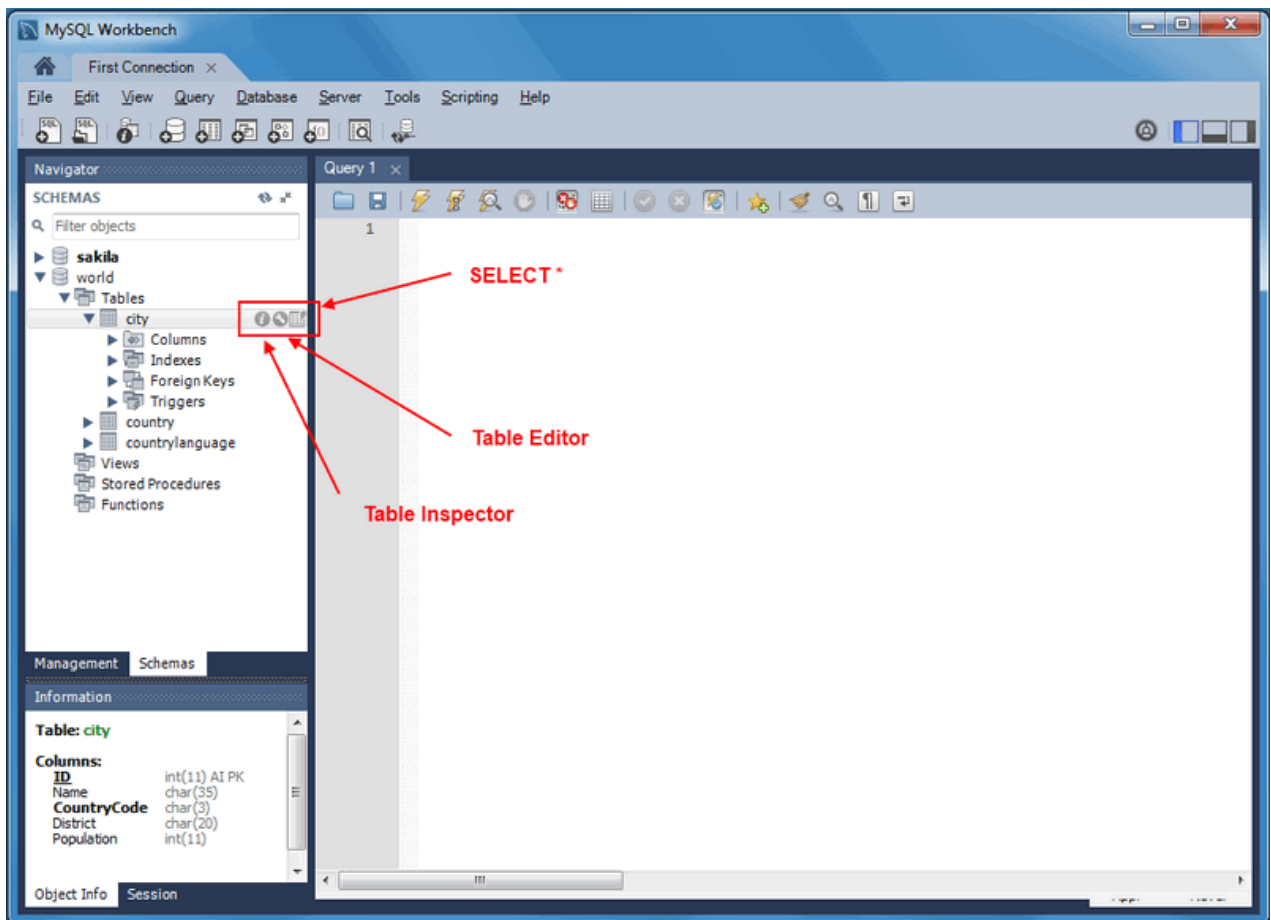 MySQL Workbench
First Connection ×
File Edit View Query Database Server Tools Scripting Help
Navigator
Query 1 ×
SCHEMAS
Filter objects
1
sakila
world
Tables
city
Columns
Indexes
Foreign Keys
Triggers
country
countrylanguage
Views
Stored Procedures
Functions
SELECT *
Table Editor
Table Inspector
Management Schemas
Information
Table: city
Columns:
ID int(11) AI PK
Name char(35)
CountryCode char(3)
District char(20)
Population int(11)
Object Info Session